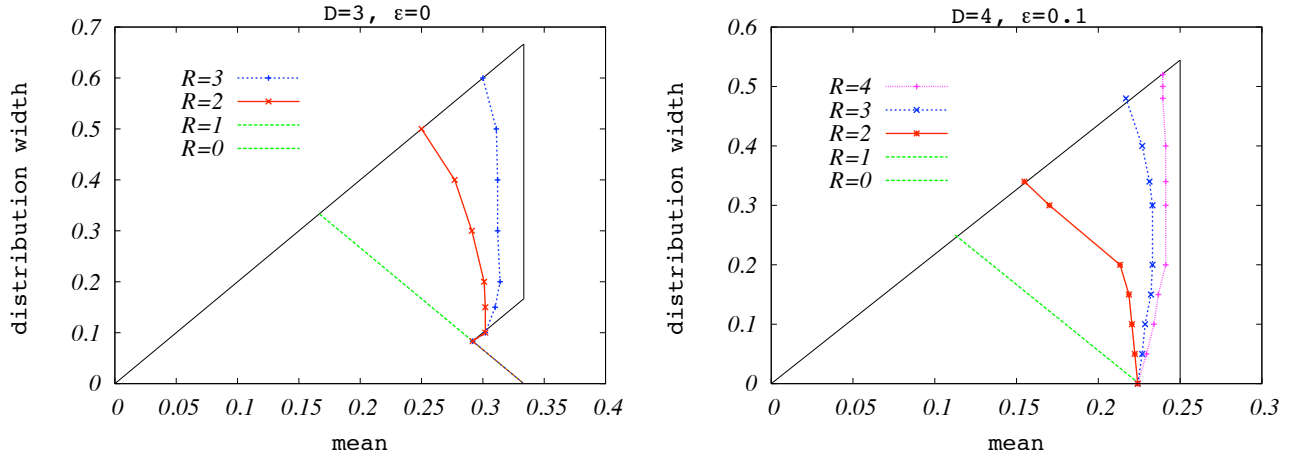 D=3, ε=0
distribution width
0.7
0.6
0.5
0.4
0.3
0.2
0.1
0
R=3
R=2
R=1
R=0
0 0.05 0.1 0.15 0.2 0.25 0.3 0.35 0.4
mean
D=4, ε=0.1
distribution width
0.6
0.5
0.4
0.3
0.2
0.1
0
R=4
R=3
R=2
R=1
R=0
0 0.05 0.1 0.15 0.2 0.25 0.3
mean